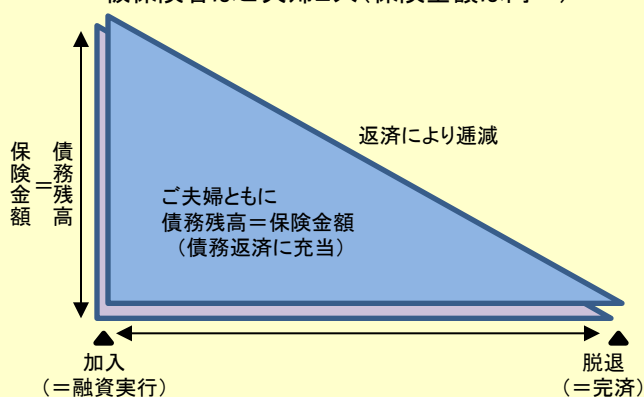 返済により逓減
保険金額
＝
債務残高
ご夫婦ともに
債務残高＝保険金額
（債務返済に充当）
加入
（＝融資実行）
脱退
（＝完済）